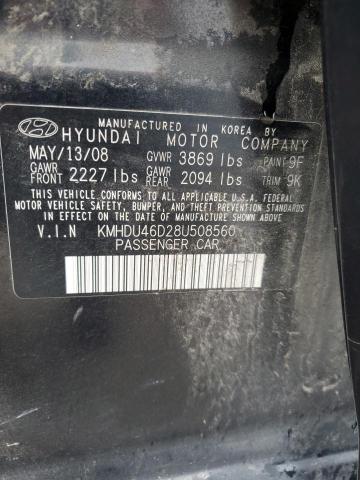 MANUFACTURED IN KOREA BY
HYUNDAI MOTOR COMPANY
MAY/13/08 GVWR 3869 lbs PAINT 9F
GAWR FRONT 2227 lbs GAWR REAR 2094 lbs TRIM 9K
THIS VEHICLE CONFORMS TO ALL APPLICABLE FEDERAL
MOTOR VEHICLE SAFETY, BUMPER, AND THEFT PREVENTION STANDARDS
IN EFFECT ON THE DATE OF MANUFACTURE SHOWN ABOVE.
V.I.N KMHDU46D28U508560
PASSENGER CAR